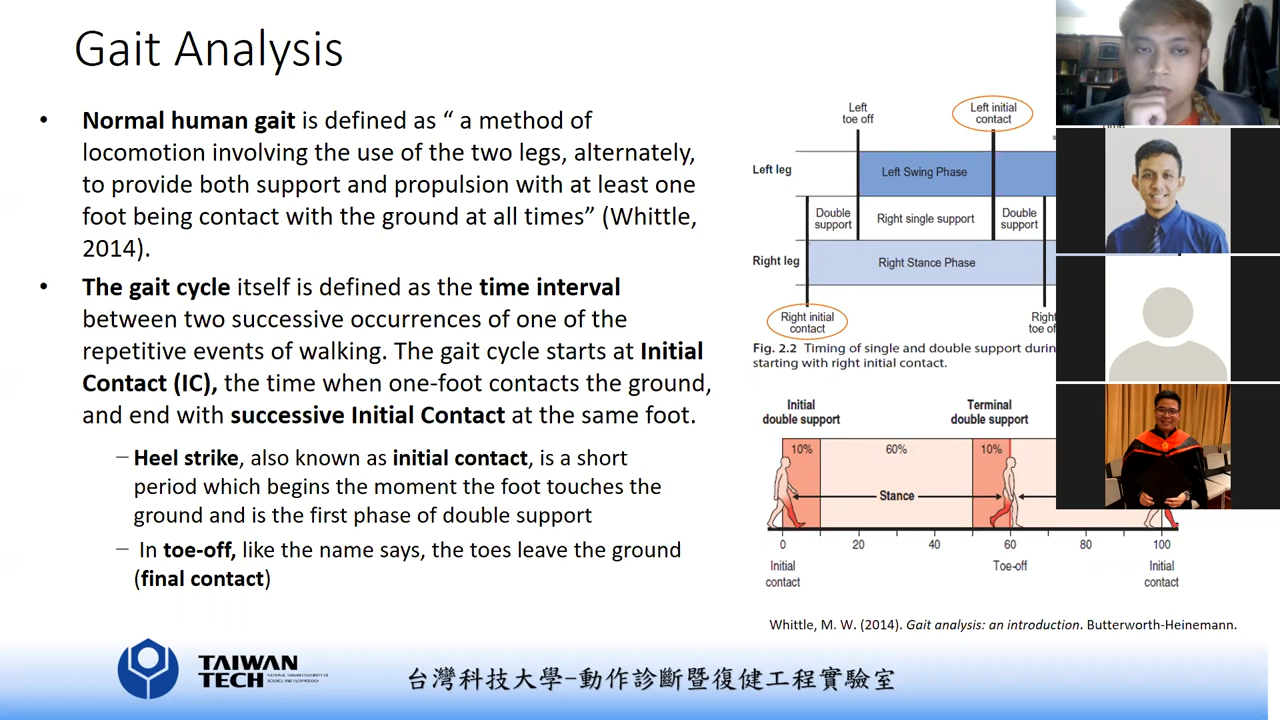 Gait Analysis
• Normal human gait is defined as “ a method of
locomotion involving the use of the two legs, alternately,
to provide both support and propulsion with at least one
foot being contact with the ground at all times” (Whittle,
2014).
• The gait cycle itself is defined as the time interval
between two successive occurrences of one of the
repetitive events of walking. The gait cycle starts at Initial
Contact (IC), the time when one-foot contacts the ground,
and end with successive Initial Contact at the same foot.
– Heel strike, also known as initial contact, is a short
period which begins the moment the foot touches the
ground and is the first phase of double support
– In toe-off, like the name says, the toes leave the ground
(final contact)
Left
toe off
Left initial
contact
Left leg
Left Swing Phase
Double
support
Right single support
Double
support
Right leg
Right Stance Phase
Right initial
contact
Right
toe of
Fig. 2.2 Timing of single and double support durin
starting with right initial contact.
Initial
double support
Terminal
double support
10%
60%
10%
Stance
0 20 40 60 80 100
Initial
contact
Toe-off
Initial
contact
Whittle, M. W. (2014). Gait analysis: an introduction. Butterworth-Heinemann.
TAIWAN
TECH
NATIONAL TAIWAN UNIVERSITY OF
SCIENCE AND TECHNOLOGY
台灣科技大學-動作診斷暨復健工程實驗室